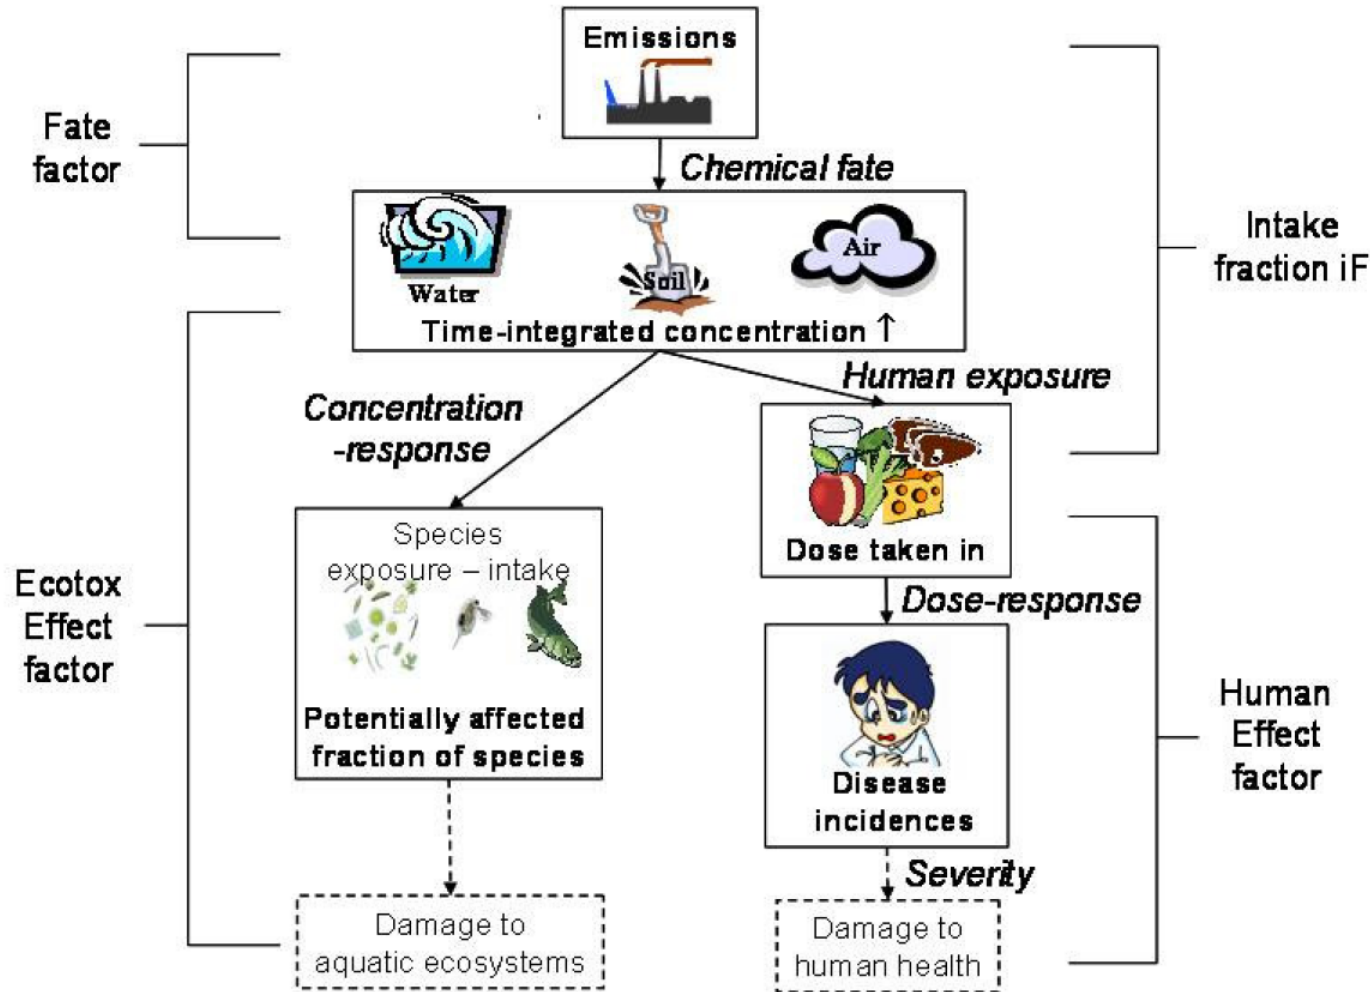 Emissions
Fate
factor
Chemical fate
Water
Soil
Air
Time-integrated concentration ↑
Intake
fraction iF
Concentration
-response
Human exposure
Species
exposure – intake
Potentially affected
fraction of species
Dose taken in
Dose-response
Ecotox
Effect
factor
Disease
incidences
Human
Effect
factor
Severity
Damage to
aquatic ecosystems
Damage to
human health